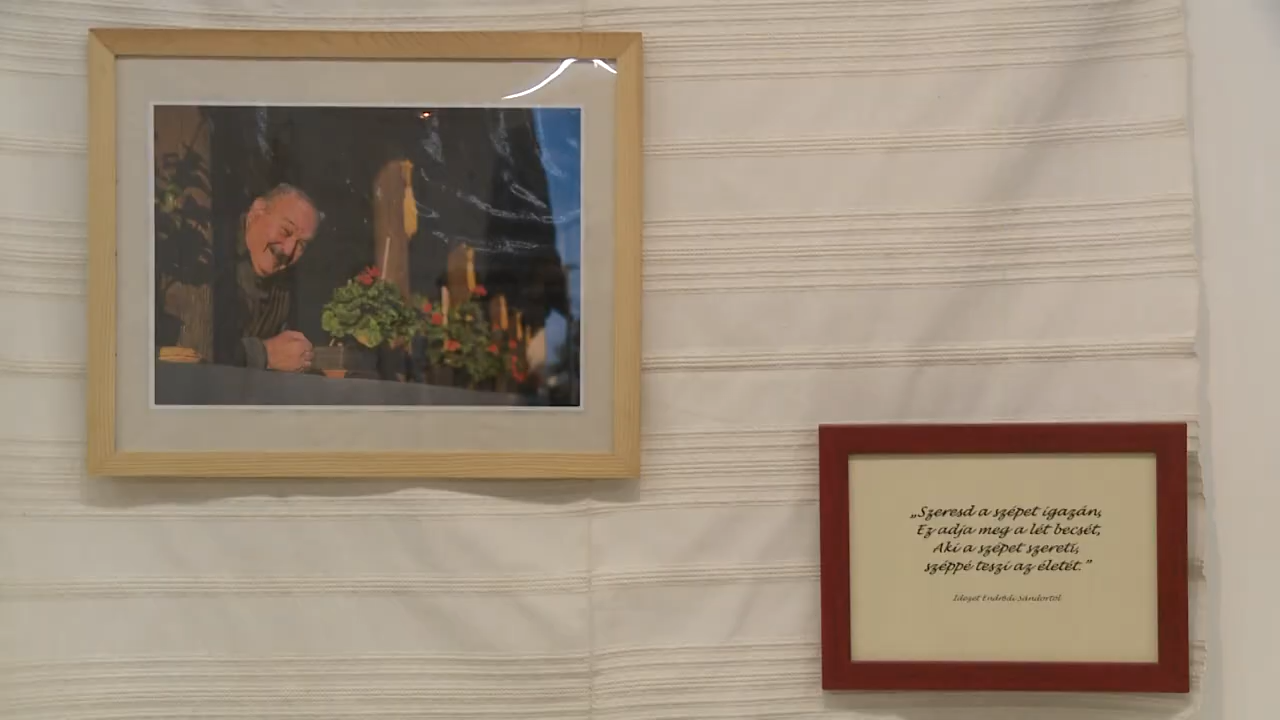 „Szeresd a szépet igazán,
Ez adja meg a lét becsét,
Aki a szépet szereti,
széppé teszi az életét.”
Idézet Endrődi Sándortól